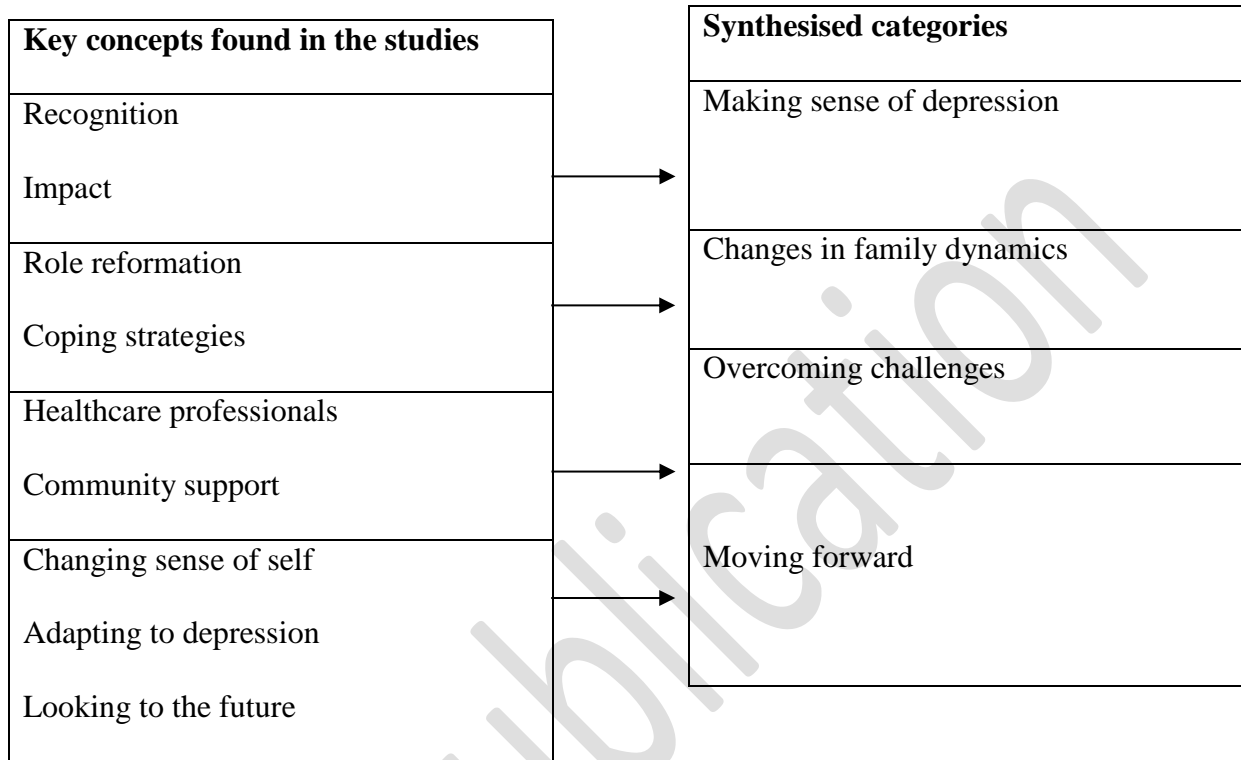 Key concepts found in the studies
Recognition
Impact
Role reformation
Coping strategies
Healthcare professionals
Community support
Changing sense of self
Adapting to depression
Looking to the future
Synthesised categories
Making sense of depression
Changes in family dynamics
Overcoming challenges
Moving forward
ublication